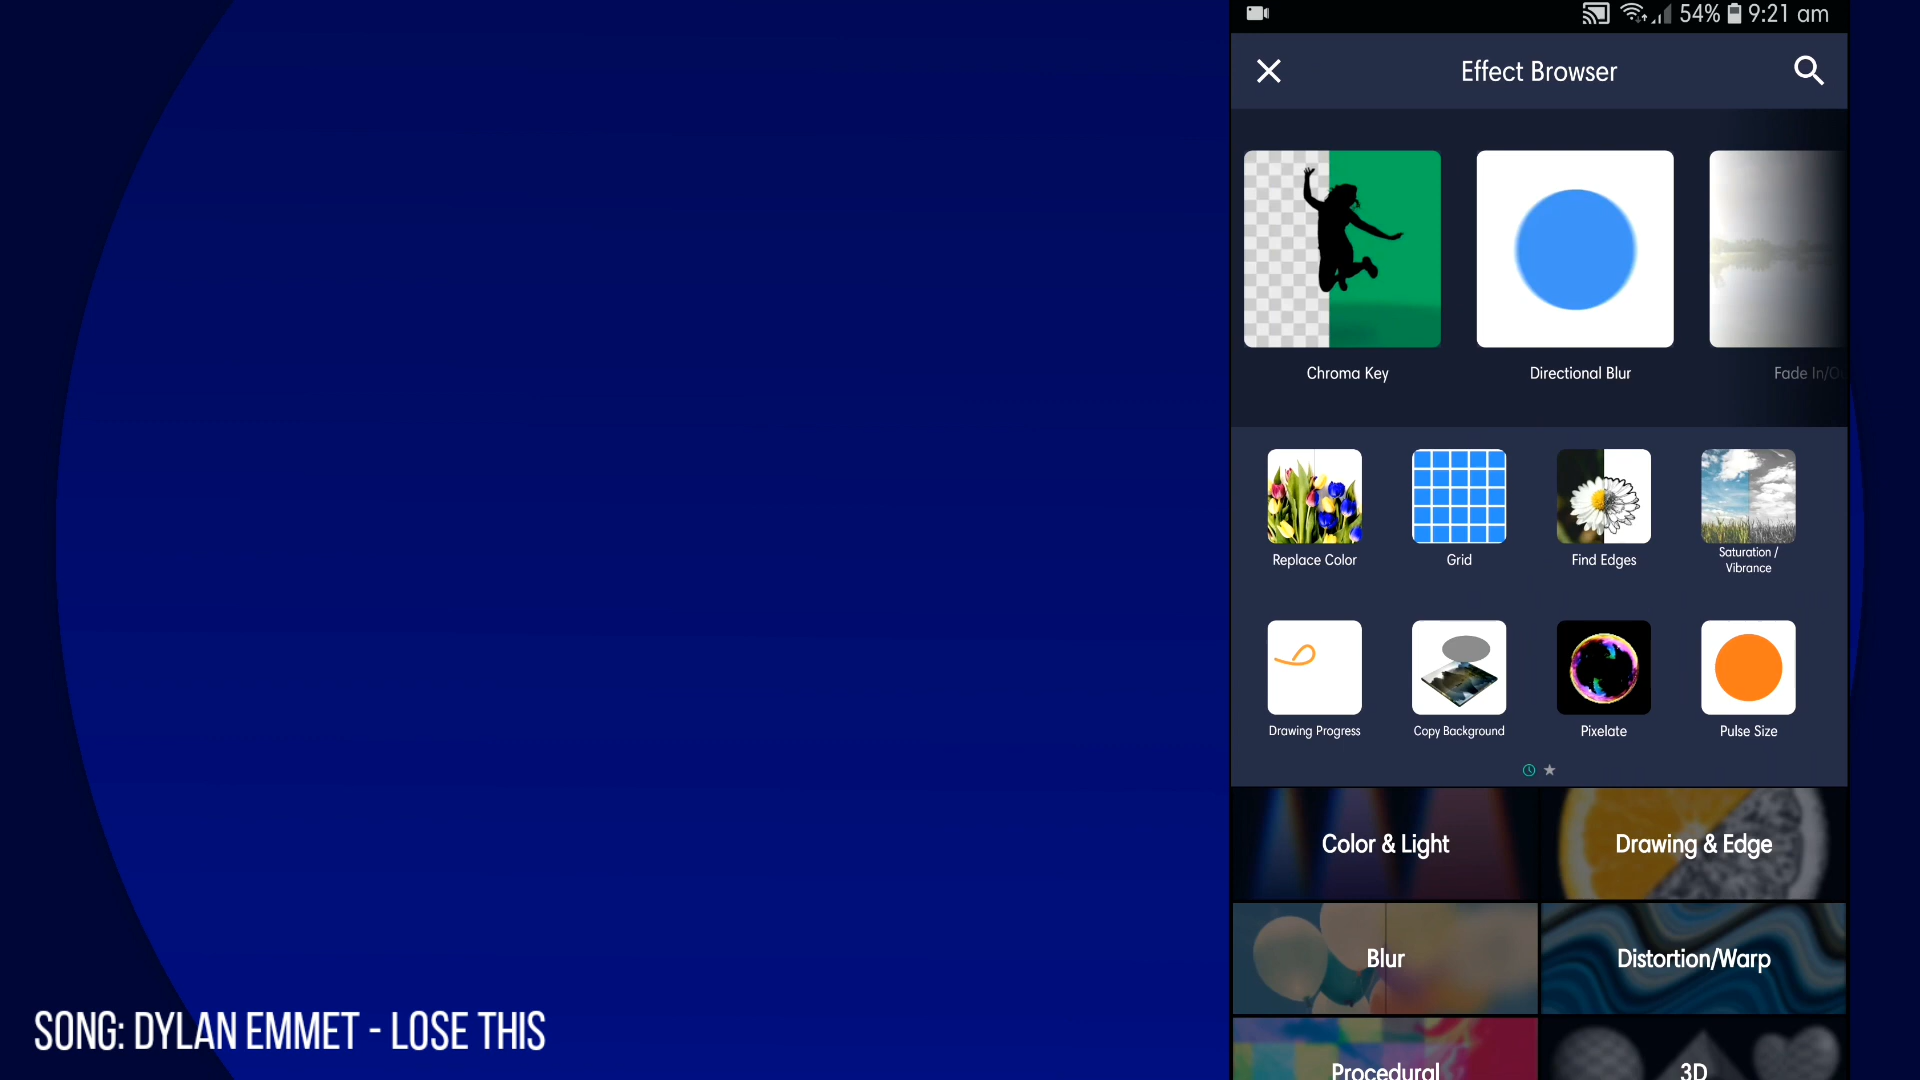 54% 9:21 am
Effect Browser
Chroma Key
Directional Blur
Fade In/O
Replace Color
Grid
Find Edges
Saturation /
Vibrance
Drawing Progress
Copy Background
Pixelate
Pulse Size
Color & Light
Drawing & Edge
Blur
Distortion/Warp
Procedural
3D
SONG: DYLAN EMMET - LOSE THIS